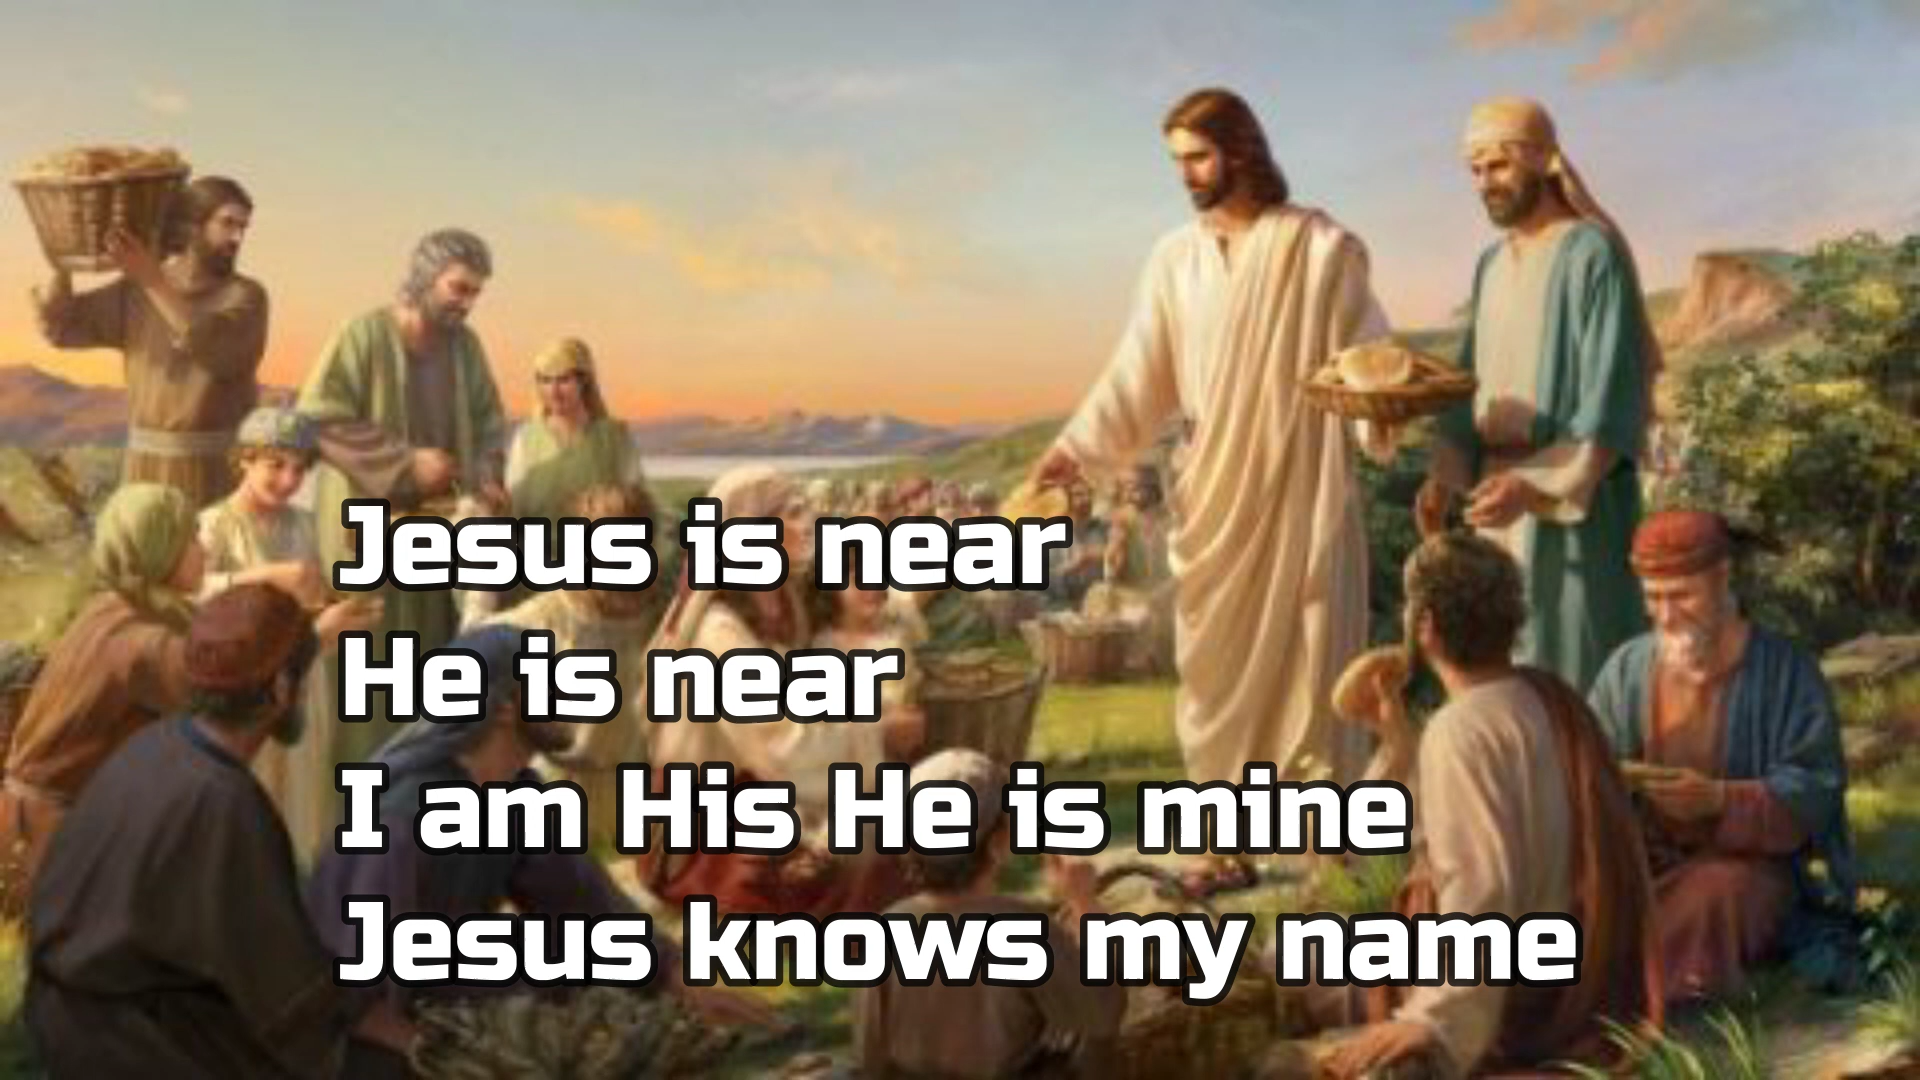 Jesus is near
He is near
I am His He is mine
Jesus knows my name